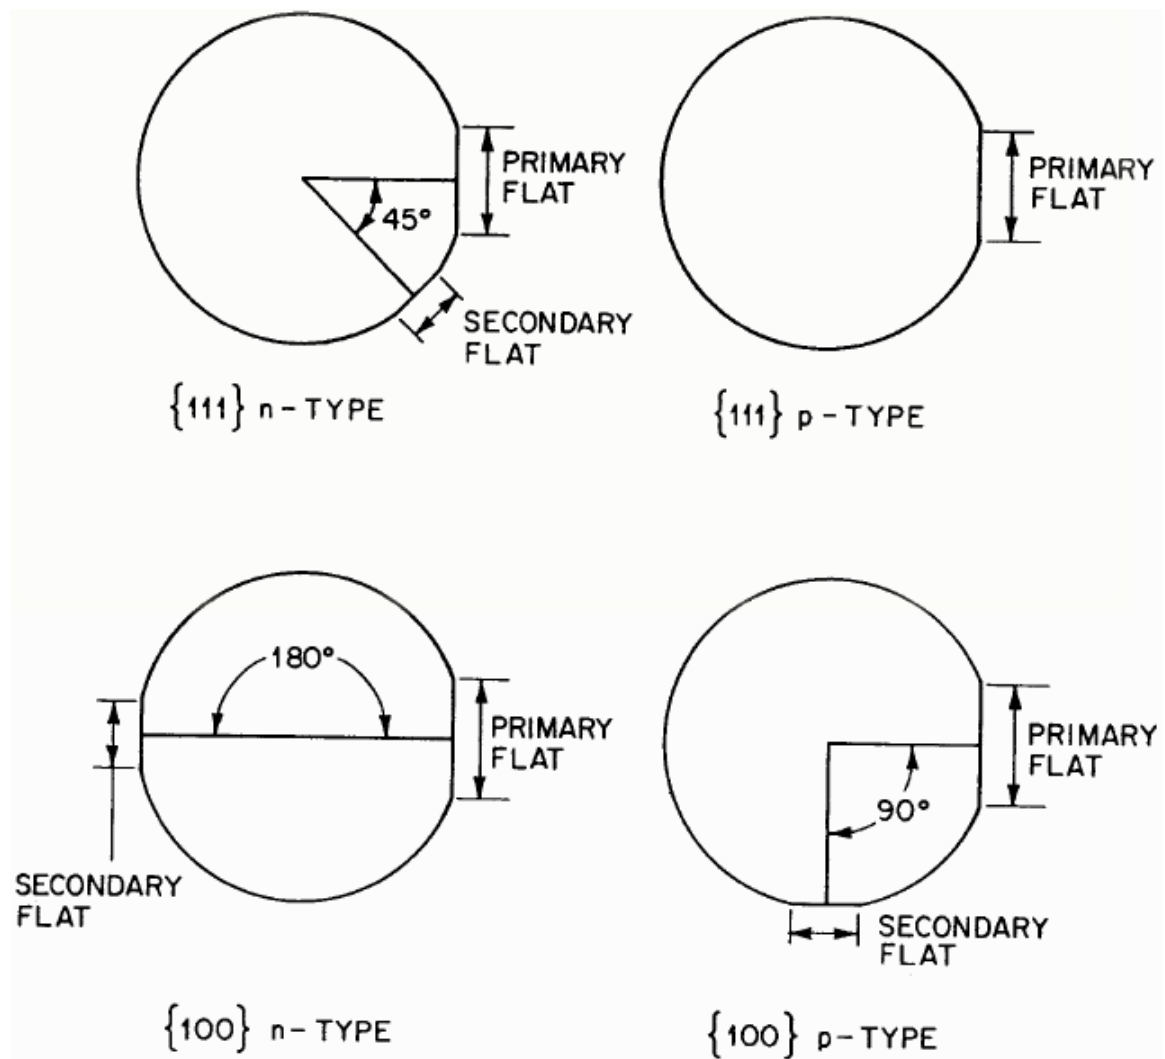 PRIMARY
FLAT
45°
SECONDARY
FLAT
{111} n-TYPE
PRIMARY
FLAT
{111} p-TYPE
180°
PRIMARY
FLAT
SECONDARY
FLAT
{100} n-TYPE
PRIMARY
FLAT
90°
SECONDARY
FLAT
{100} p-TYPE